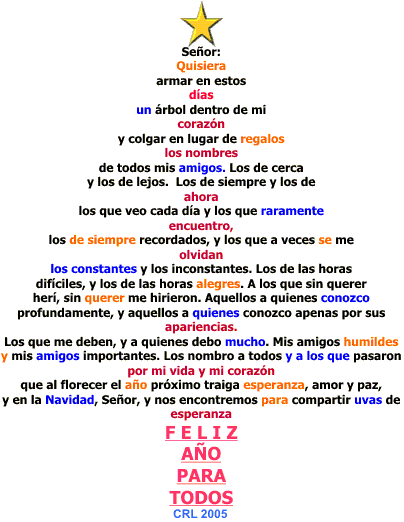 Señor:
Quisiera
armar en estos
días
un árbol dentro de mi
corazón
y colgar en lugar de regalos
los nombres
de todos mis amigos. Los de cerca
y los de lejos. Los de siempre y los de
ahora
los que veo cada día y los que raramente
encuentro,
los de siempre recordados, y los que a veces se me
olvidan
los constantes y los inconstantes. Los de las horas
difíciles, y los de las horas alegres. A los que sin querer
herí, sin querer me hirieron. Aquellos a quienes conozco
profundamente, y aquellos a quienes conozco apenas por sus
apariencias.
Los que me deben, y a quienes debo mucho. Mis amigos humildes
y mis amigos importantes. Los nombro a todos y a los que pasaron
por mi vida y mi corazón
que al florecer el año próximo traiga esperanza, amor y paz,
y en la Navidad, Señor, y nos encontremos para compartir uvas de
esperanza
F E L I Z
AÑO
PARA
TODOS
CRL 2005